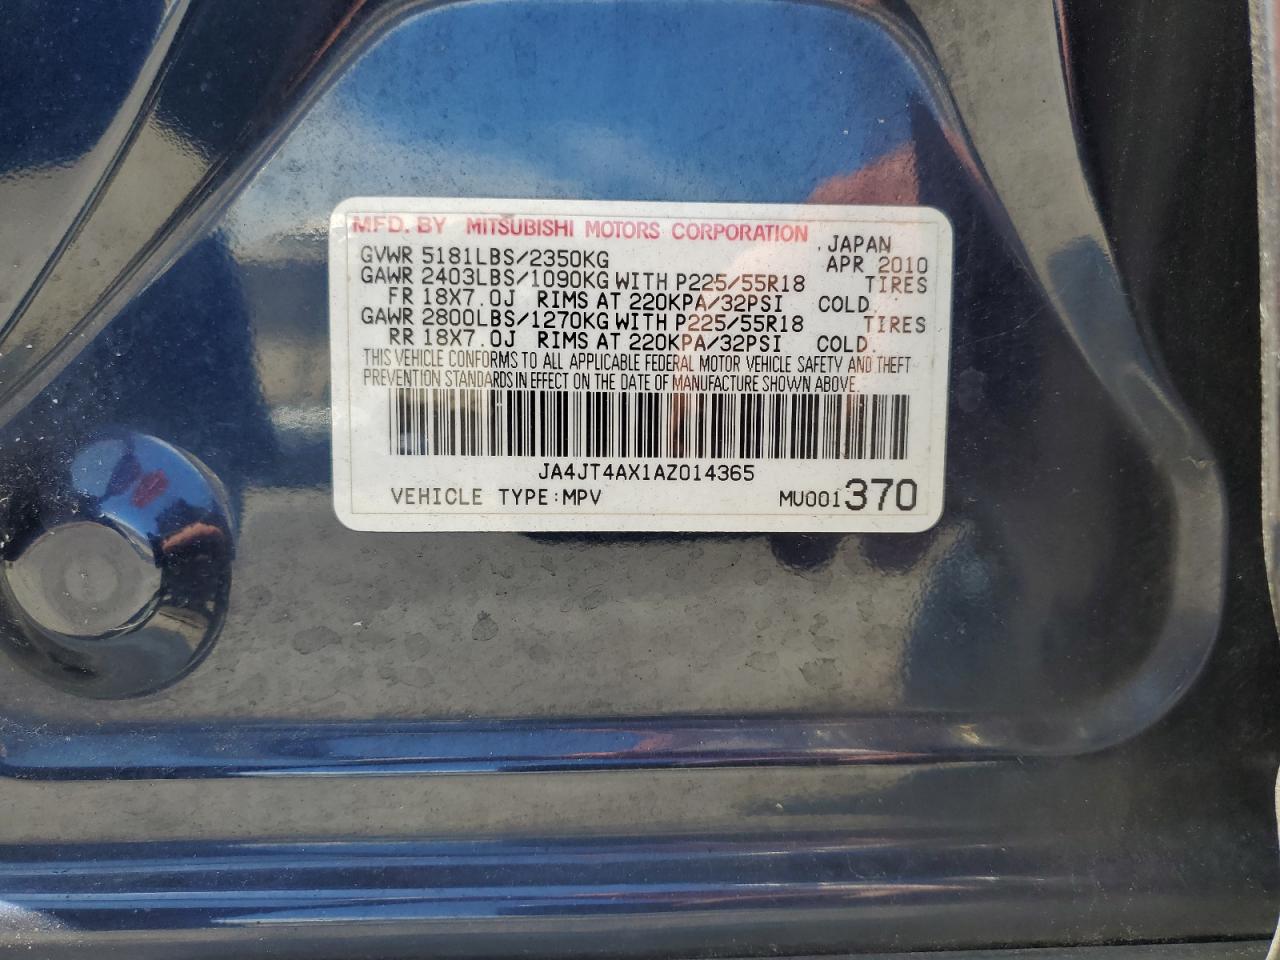 MFD. BY MITSUBISHI MOTORS CORPORATION JAPAN
GVWR 5181LBS/2350KG APR 2010
GAWR 2403LBS/1090KG WITH P225/55R18 TIRES
FR 18X7.0J RIMS AT 220KPA/32PSI COLD.
GAWR 2800LBS/1270KG WITH P225/55R18 TIRES
RR 18X7.0J RIMS AT 220KPA/32PSI COLD.
THIS VEHICLE CONFORMS TO ALL APPLICABLE FEDERAL MOTOR VEHICLE SAFETY AND THEFT
PREVENTION STANDARDS IN EFFECT ON THE DATE OF MANUFACTURE SHOWN ABOVE.
JA4JT4AX1AZ014365
VEHICLE TYPE:MPV MU001370